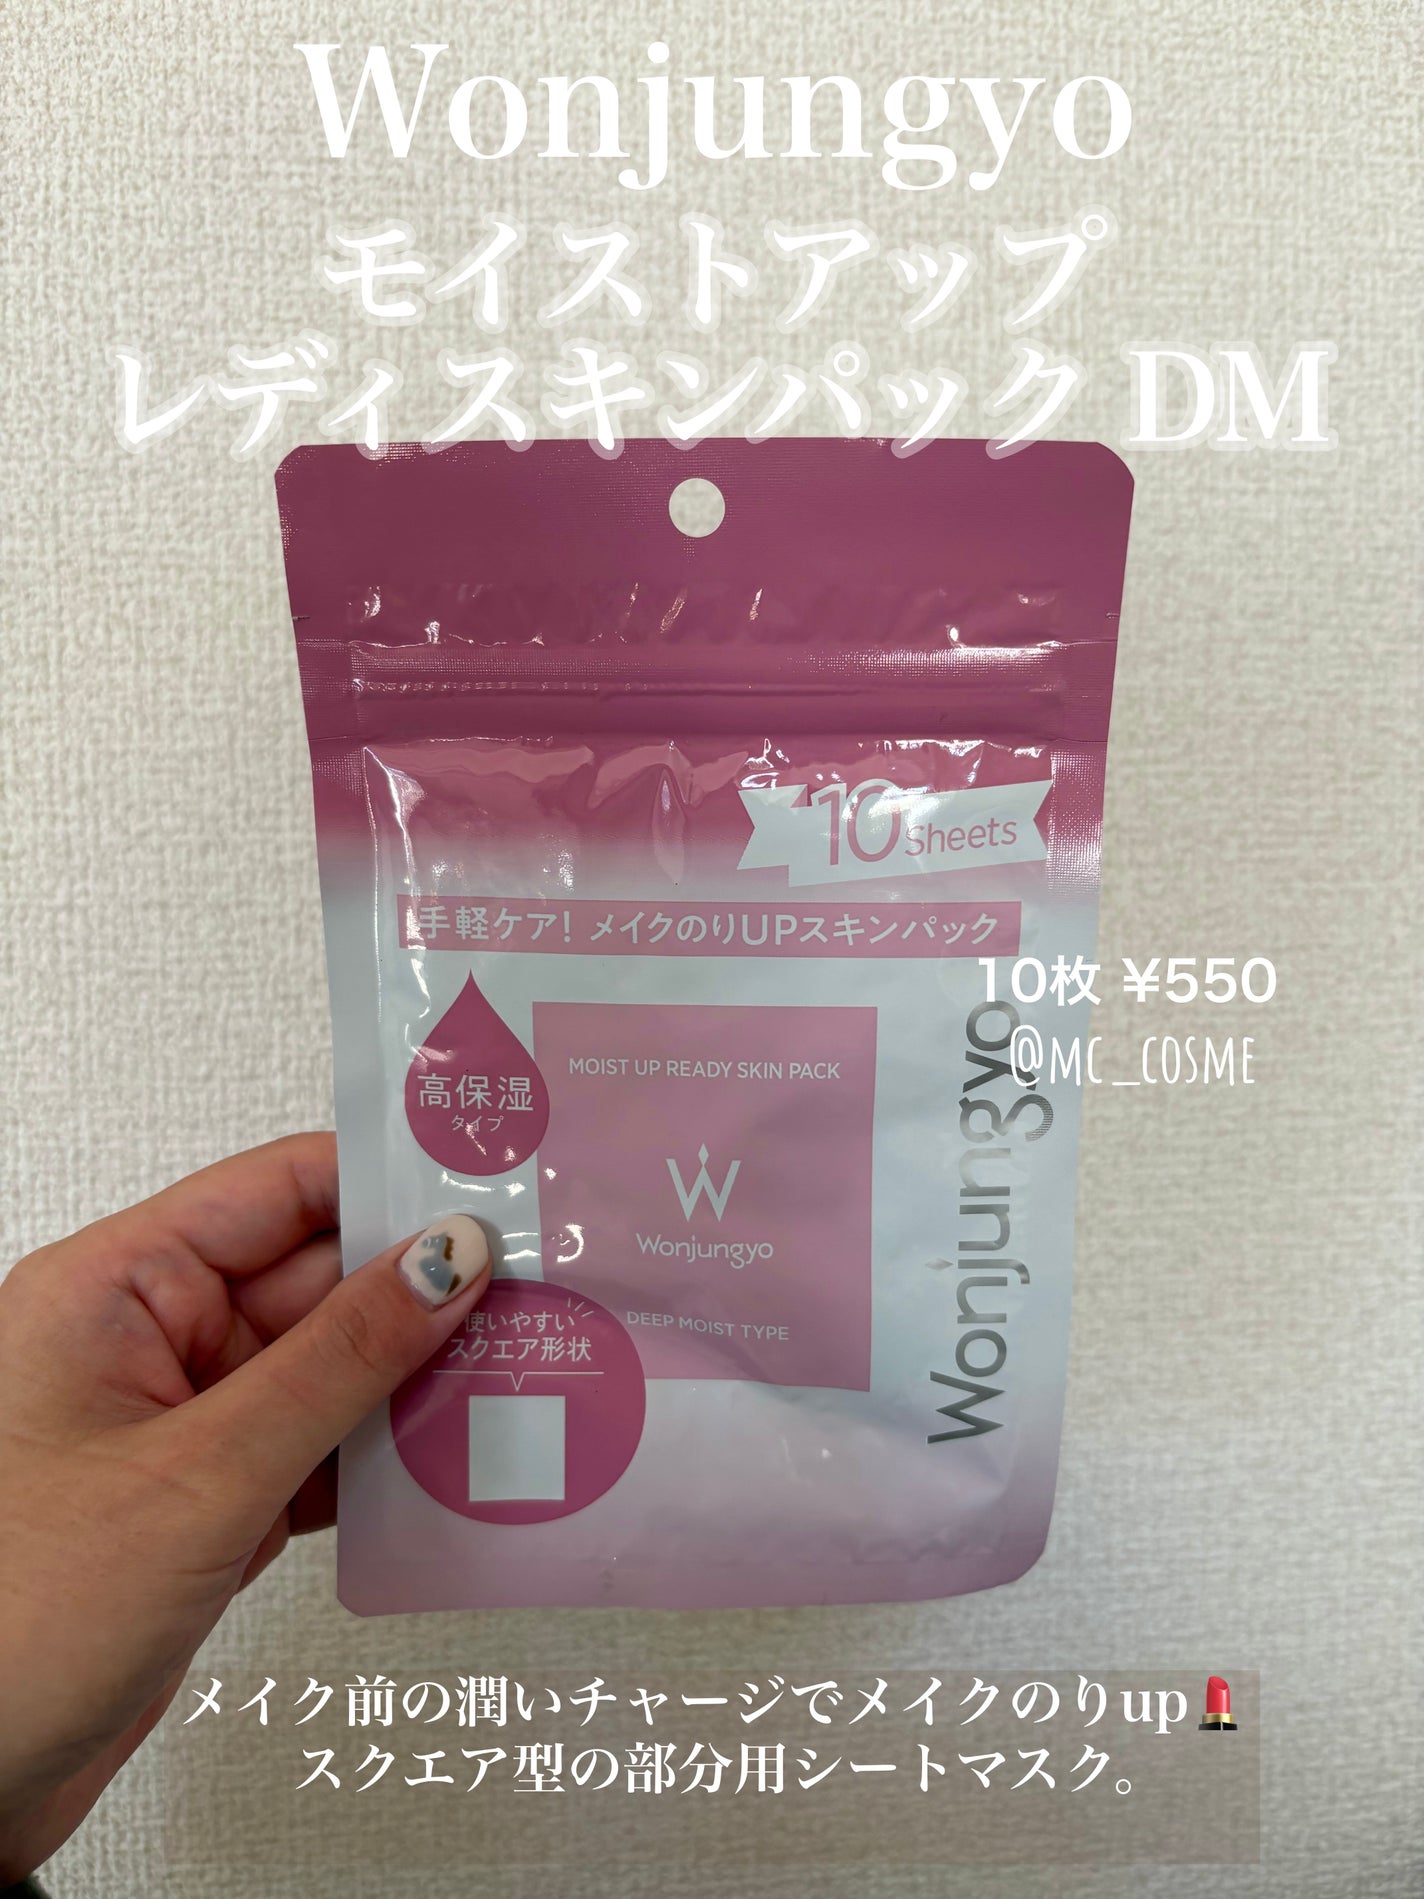 Wonjungyo
モイストアップ
レディスキンパック DM
10 Sheets
手軽ケア! メイクのりUPスキンパック
10枚 ¥550
@MC_COSME
高保湿
タイプ
MOIST UP READY SKIN PACK
W
Wonjungyo
DEEP MOIST TYPE
使いやすい
スクエア形状
Wonjungyo
メイク前の潤いチャージでメイクのりup💄
スクエア型の部分用シートマスク。